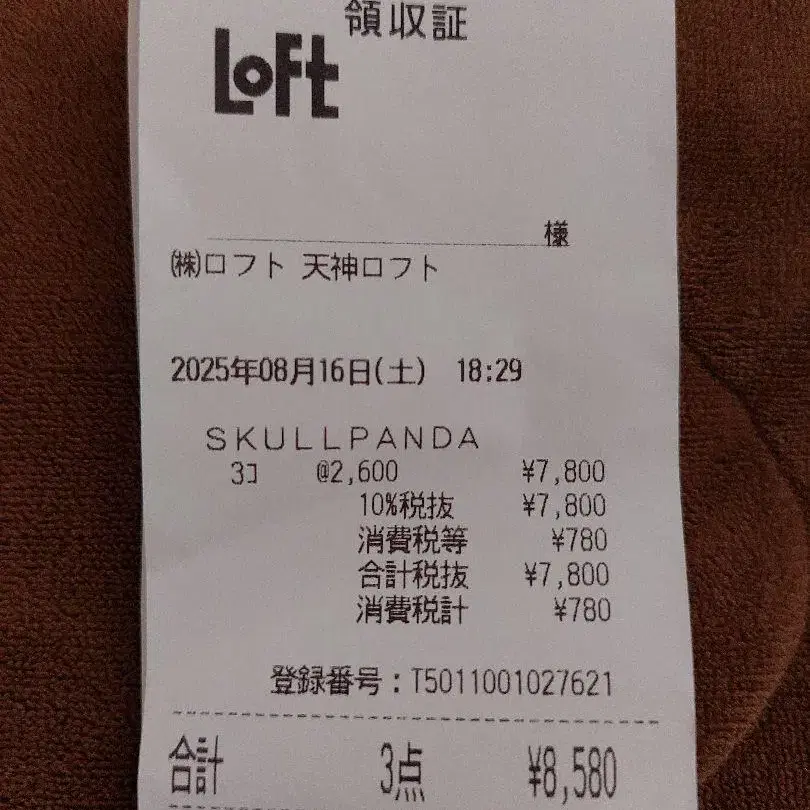 領収証
LOFT
様
㈱ロフト 天神ロフト
2025年08月16日(土) 18:29
SKULLPANDA
3コ @2,600 ¥7,800
10%税抜 ¥7,800
消費税等 ¥780
合計税抜 ¥7,800
消費税計 ¥780
登録番号:T5011001027621
合計 3点 ¥8,580